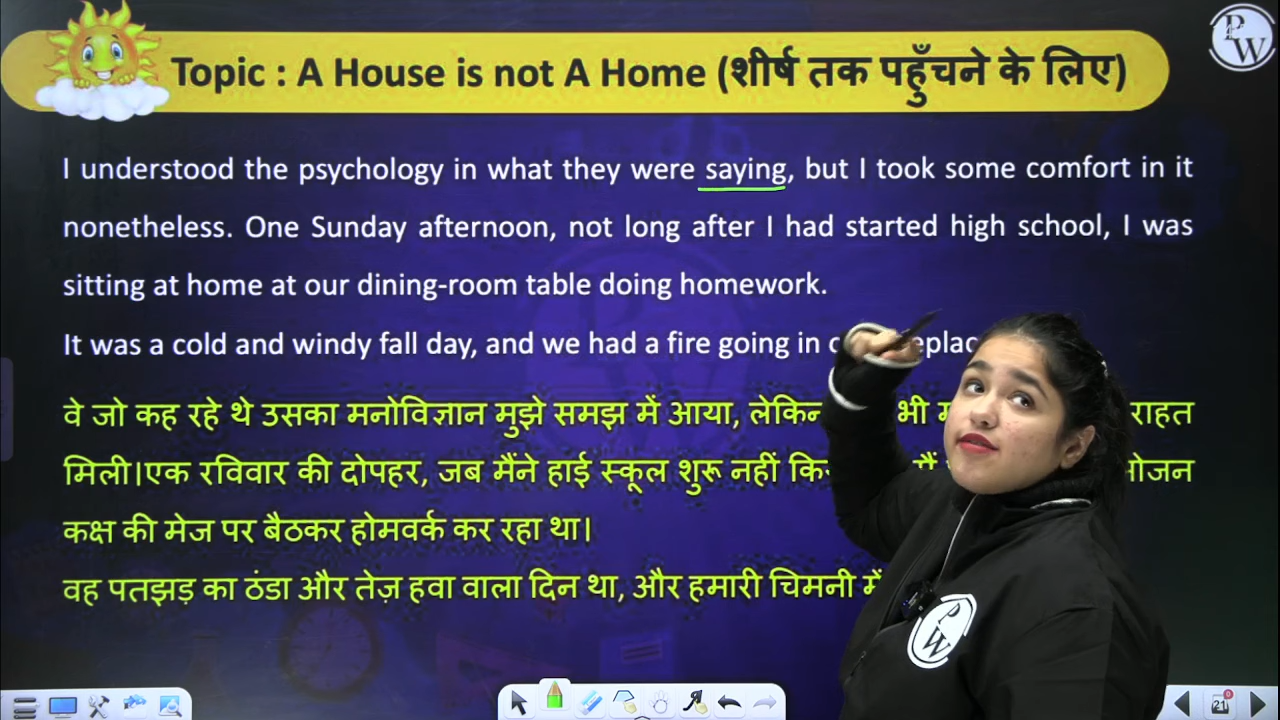 Topic : A House is not A Home (शीर्ष तक पहुँचने के लिए)
PW
I understood the psychology in what they were saying, but I took some comfort in it
nonetheless. One Sunday afternoon, not long after I had started high school, I was
sitting at home at our dining-room table doing homework.
It was a cold and windy fall day, and we had a fire going in
वे जो कह रहे थे उसका मनोविज्ञान मुझे समझ में आया, लेकिन भी राहत
मिली।एक रविवार की दोपहर, जब मैंने हाई स्कूल शुरू नहीं
कक्ष की मेज पर बैठकर होमवर्क कर रहा था।
वह पतझड़ का ठंडा और तेज़ हवा वाला दिन था, और हमारी चिमनी में
PW
21